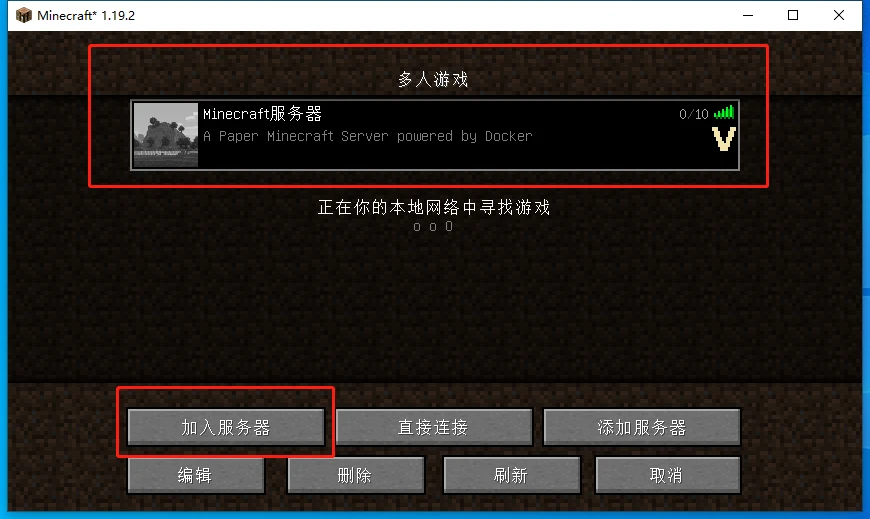 Minecraft* 1.19.2
多人游戏
Minecraft服务器
0/10
A Paper Minecraft Server powered by Docker
正在你的本地网络中寻找游戏
o o O
加入服务器
直接连接
添加服务器
编辑
删除
刷新
取消